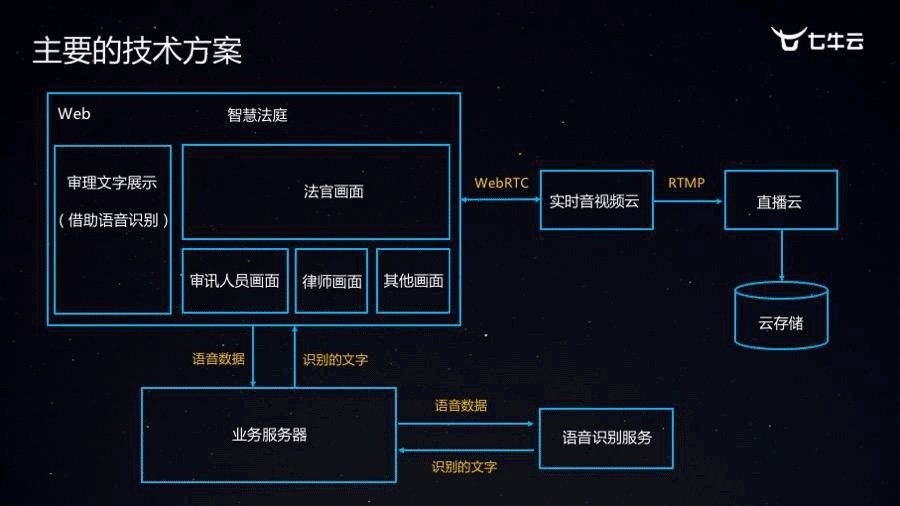 主要的技术方案
七牛云
Web
智慧法庭
审理文字展示
（借助语音识别）
法官画面
审讯人员画面
律师画面
其他画面
WebRTC
实时音视频云
RTMP
直播云
云存储
语音数据
识别的文字
业务服务器
语音数据
识别的文字
语音识别服务